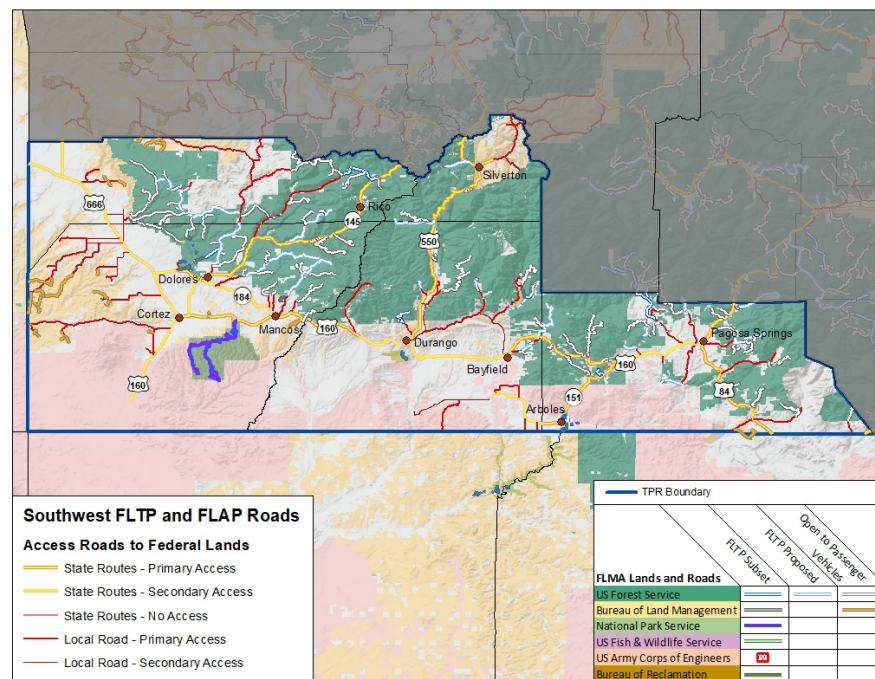 Silverton
666
Rico
145
550
Dolores
184
Cortez
Mancos
160
Durango
Pagosa Springs
160
Bayfield
160
84
151
Arboles
TPR Boundary
Southwest FLTP and FLAP Roads
Access Roads to Federal Lands
State Routes - Primary Access
State Routes - Secondary Access
State Routes - No Access
Local Road - Primary Access
Local Road - Secondary Access
FLTP Subset
FLTP Proposed
Open to Passenger
Vehicles
FLMA Lands and Roads
US Forest Service
Bureau of Land Management
National Park Service
US Fish & Wildlife Service
US Army Corps of Engineers
Bureau of Reclamation